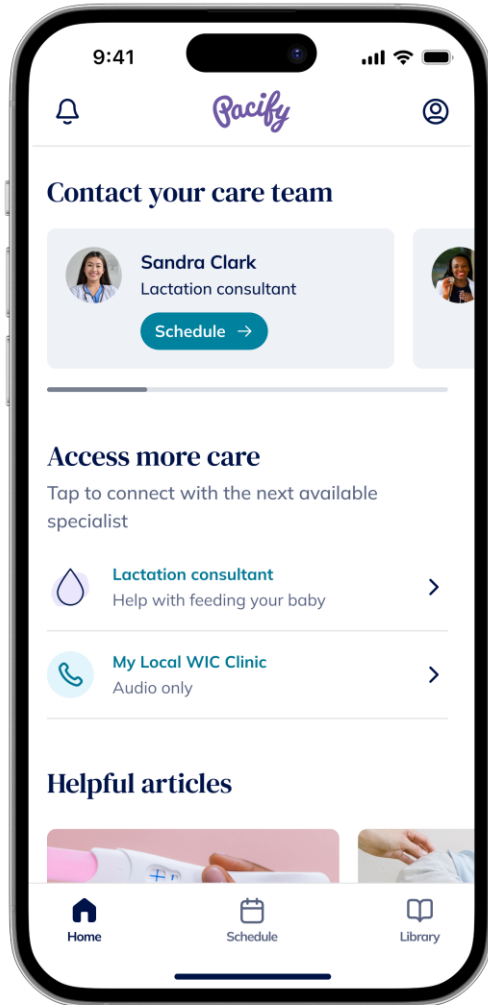 9:41
Pacify
Contact your care team
Sandra Clark
Lactation consultant
Schedule →
Access more care
Tap to connect with the next available
specialist
Lactation consultant
Help with feeding your baby
My Local WIC Clinic
Audio only
Helpful articles
Home
Schedule
Library